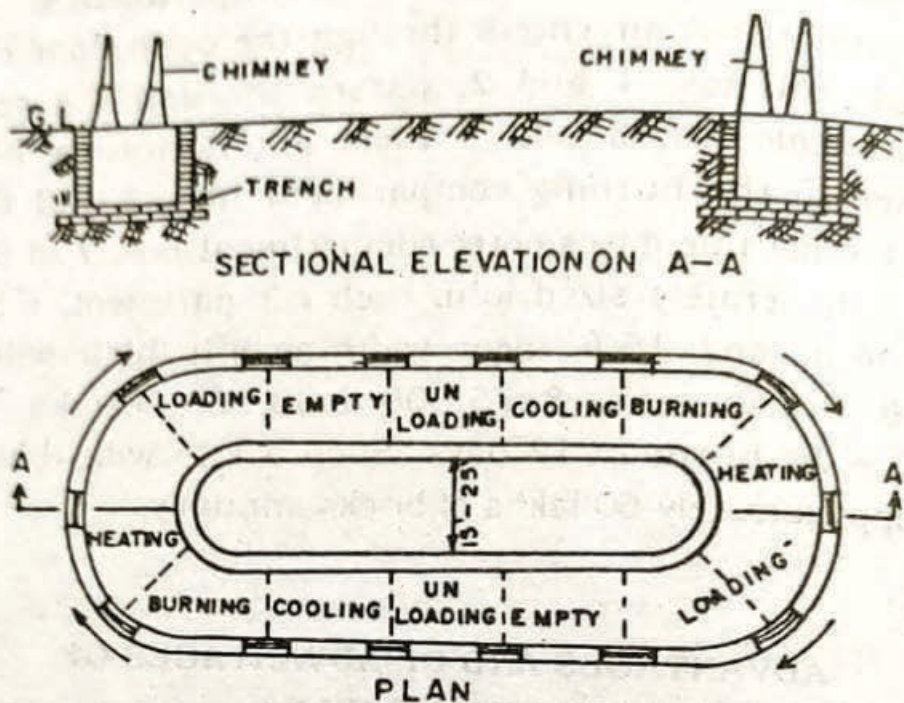 CHIMNEY CHIMNEY
G.L.
TRENCH
SECTIONAL ELEVATION ON A-A
LOADING EMPTY UN LOADING COOLING BURNING
A HEATING A
15'-25'
HEATING LOADING
BURNING COOLING UN LOADING EMPTY
PLAN